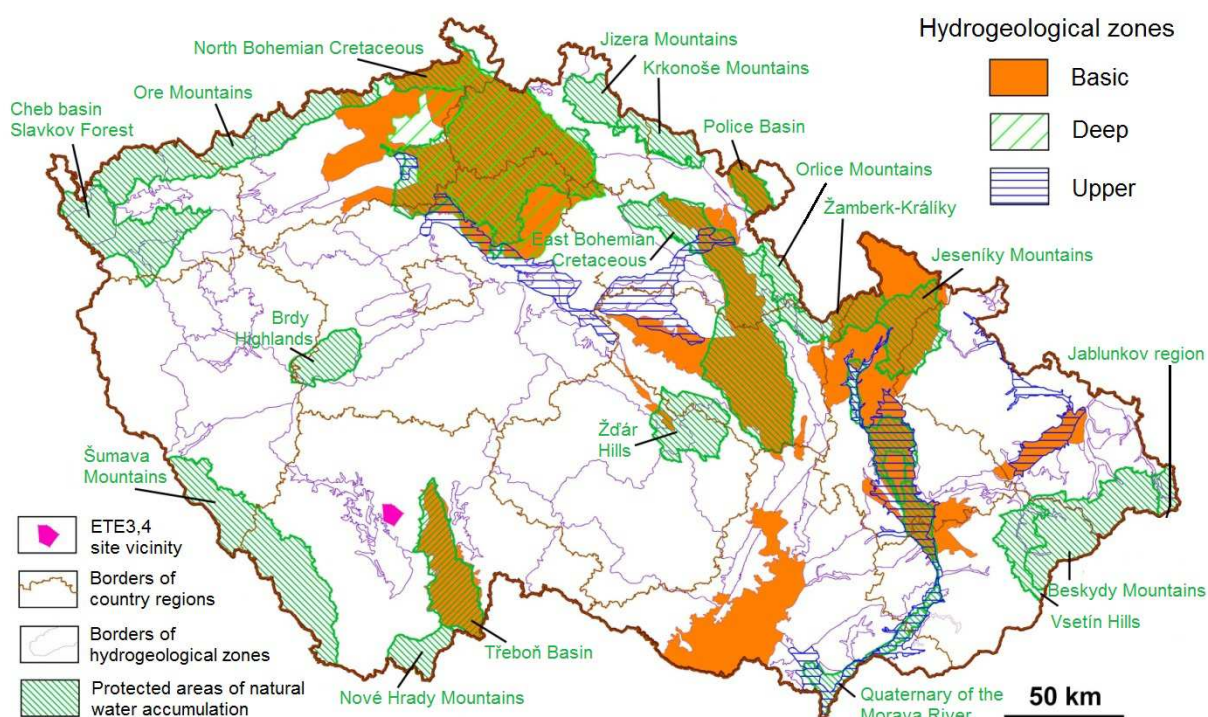 Hydrogeological zones
Basic
Deep
Upper
North Bohemian Cretaceous
Jizera Mountains
Krkonoše Mountains
Ore Mountains
Cheb basin
Slavkov Forest
Police Basin
Orlice Mountains
Žamberk-Králíky
East Bohemian
Cretaceous
Jeseníky Mountains
Brdy
Highlands
Jablunkov region
Žďár
Hills
Šumava
Mountains
ETE3,4
site vicinity
Borders of
country regions
Borders of
hydrogeological zones
Protected areas of natural
water accumulation
Třeboň Basin
Nové Hrady Mountains
Beskydy Mountains
Vsetín Hills
Quaternary of the
Morava River
50 km